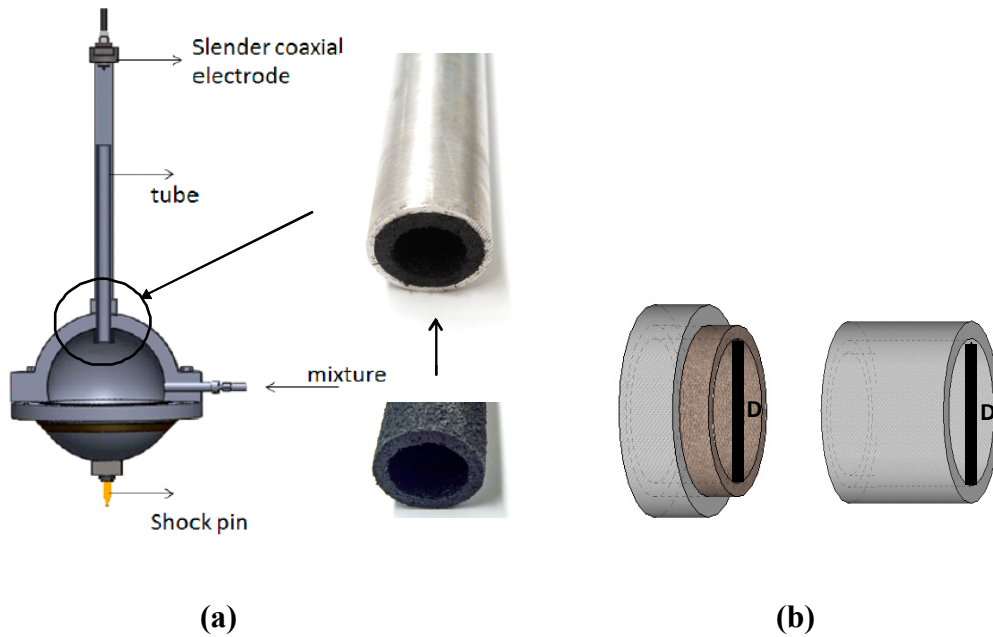 Slender coaxial
electrode
tube
mixture
Shock pin
D
D
(a)
(b)